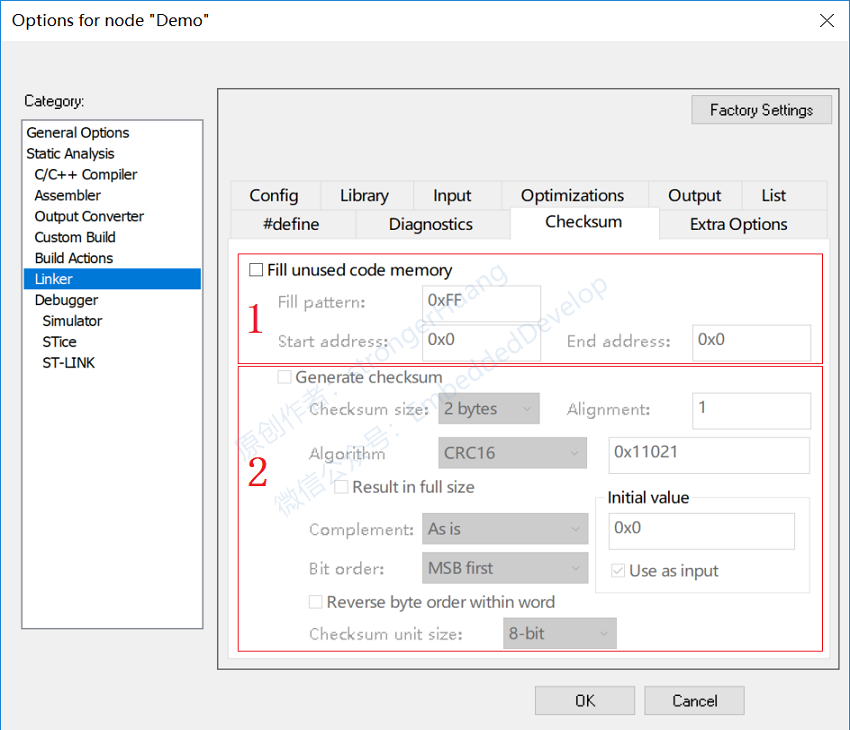 Options for node "Demo"
Category:
Factory Settings
General Options
Static Analysis
C/C++ Compiler
Assembler
Output Converter
Custom Build
Build Actions
Linker
Debugger
Simulator
STice
ST-LINK
Config Library Input Optimizations Output List
#define Diagnostics Checksum Extra Options
1
Fill unused code memory
Fill pattern: 0xFF
Start address: 0x0 End address: 0x0
2
Generate checksum
Checksum size: 2 bytes Alignment: 1
Algorithm CRC16 0x11021
Result in full size
Initial value
Complement: As is 0x0
Bit order: MSB first Use as input
Reverse byte order within word
Checksum unit size: 8-bit
原创作者：strongerHuang
微信公众号：EmbeddedDevelop
OK Cancel